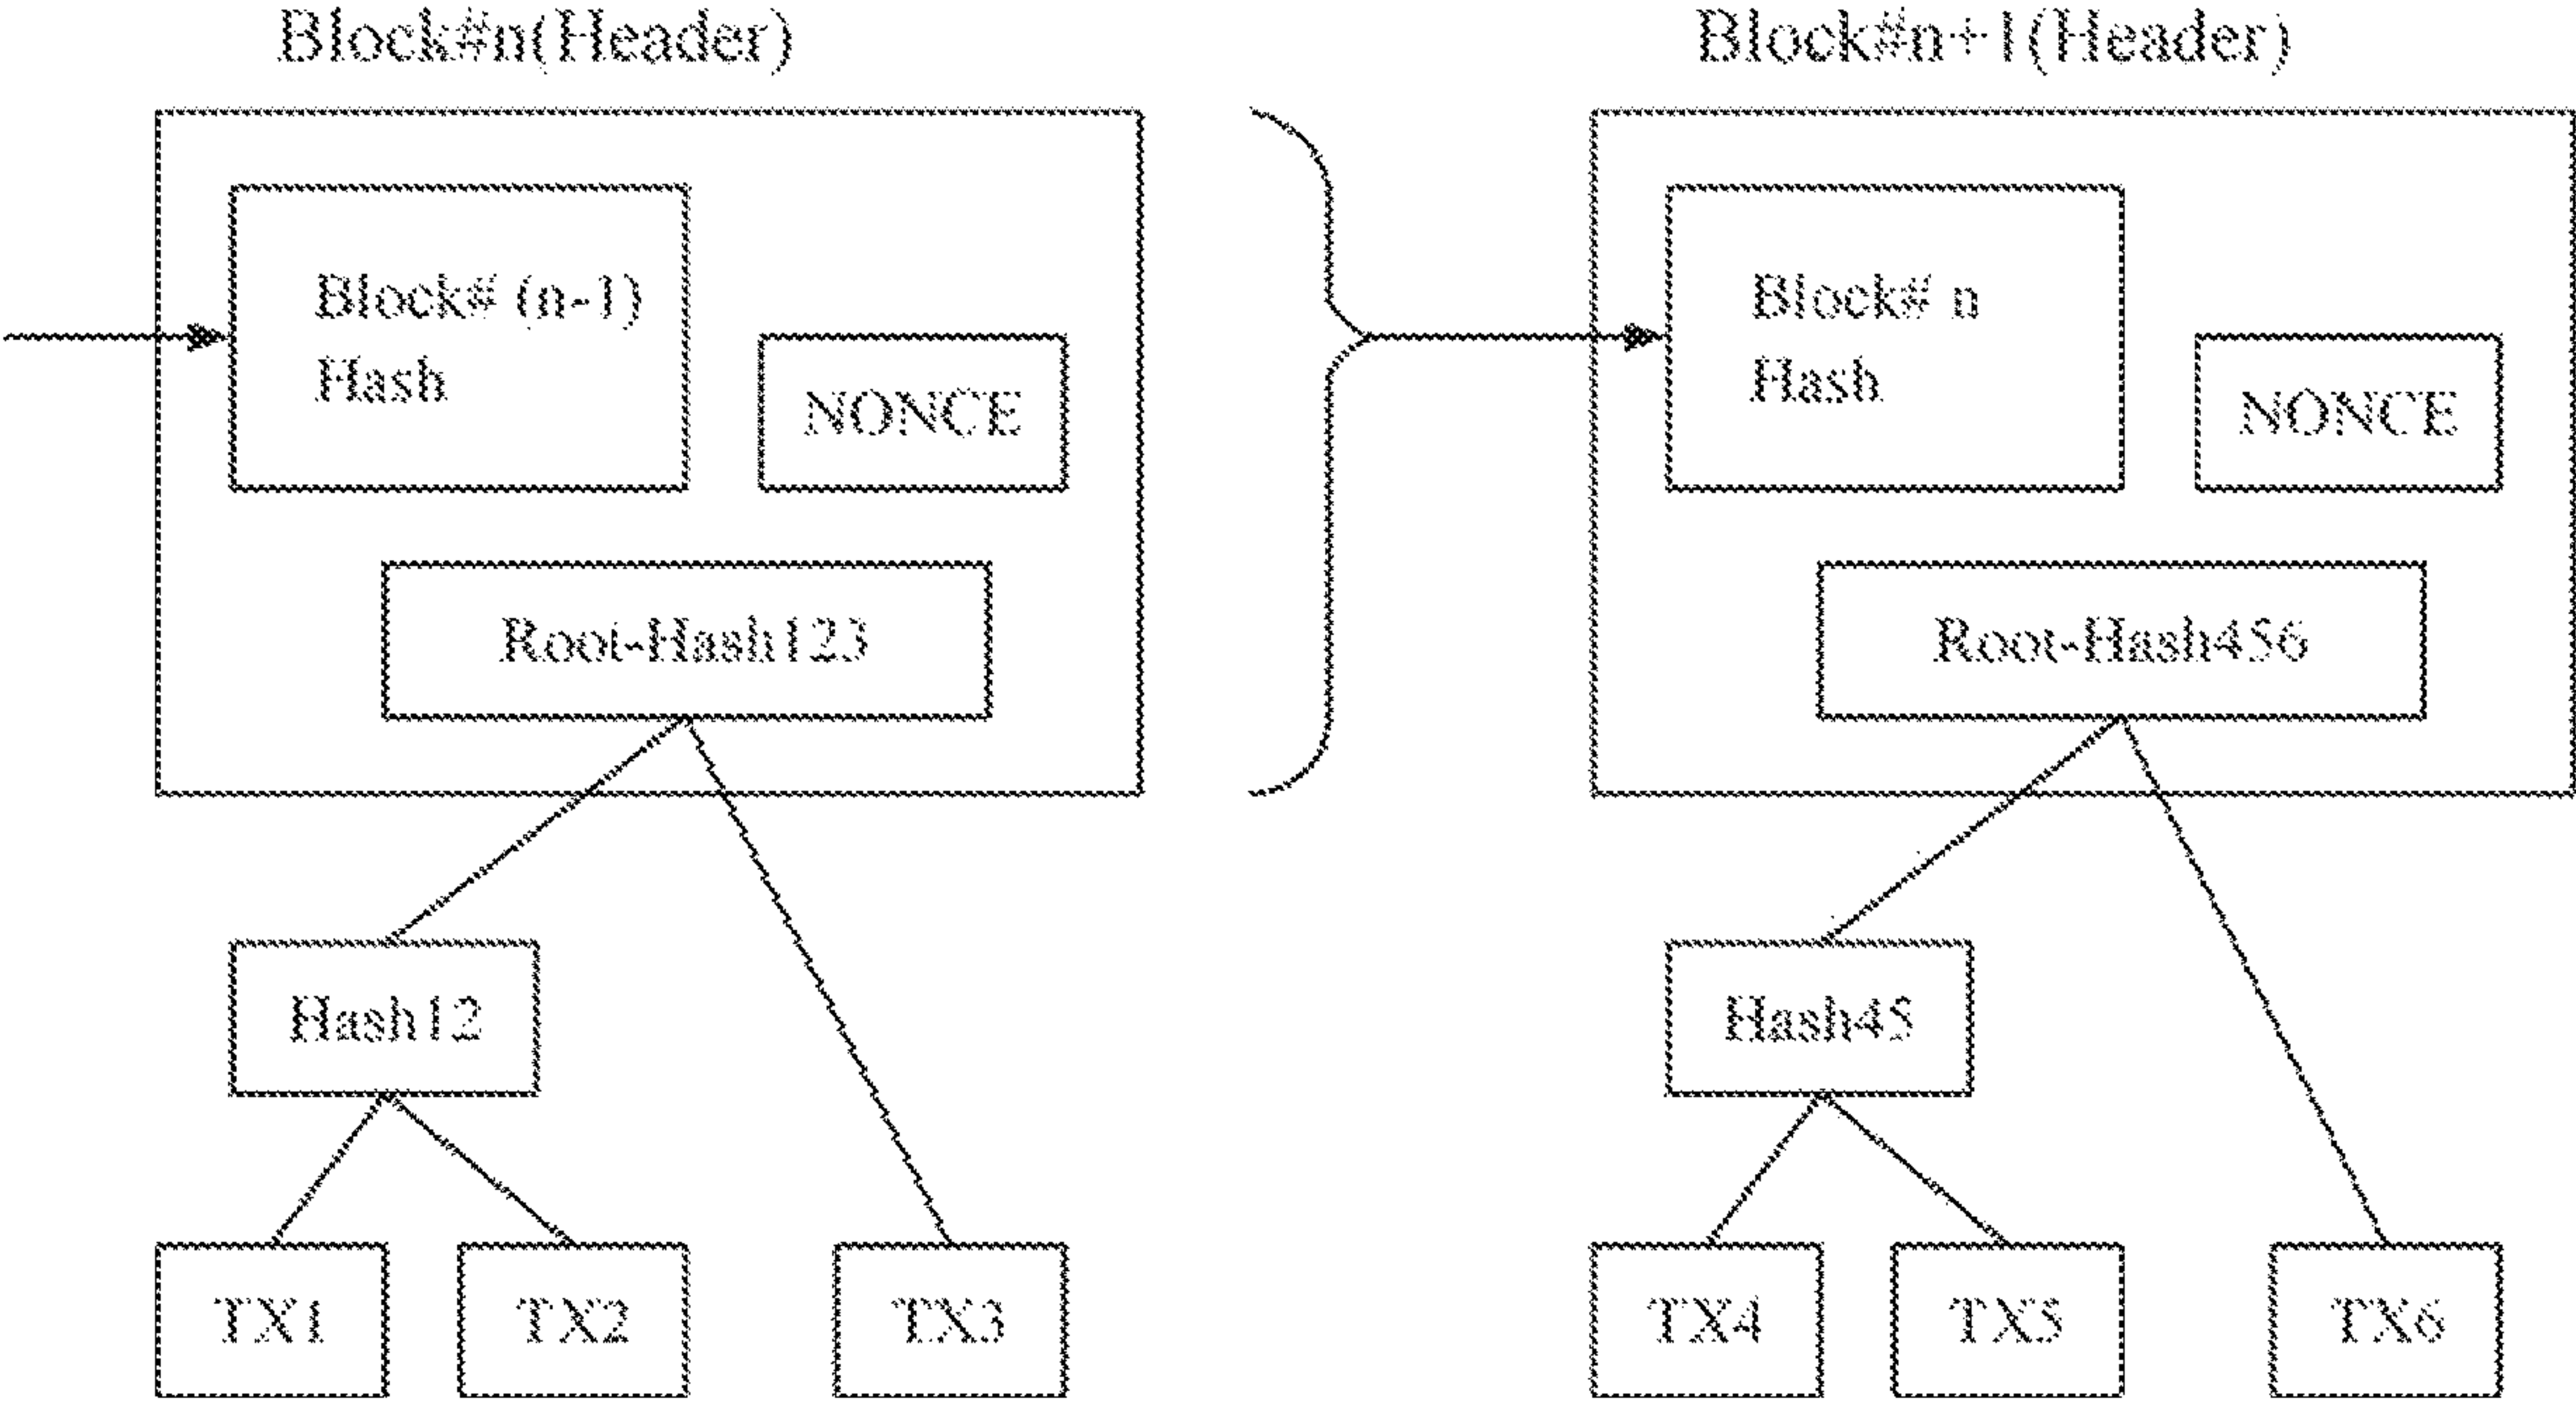 Block#n(Header)
Block# (n-1)
Hash
NONCE
Root-Hash123
Hash12
TX1
TX2
TX3
Block#n+1(Header)
Block# n
Hash
NONCE
Root-Hash456
Hash45
TX4
TX5
TX6